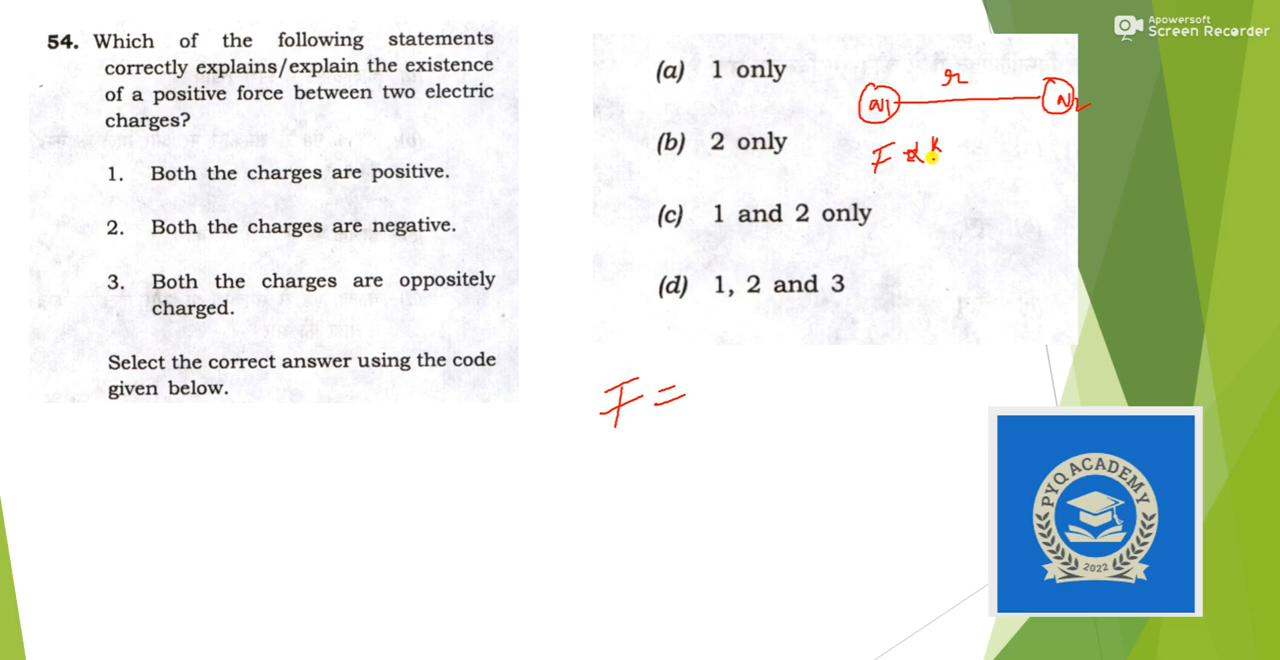 Apowersoft
Screen Recorder
54. Which of the following statements
correctly explains/explain the existence
of a positive force between two electric
charges?
1. Both the charges are positive.
2. Both the charges are negative.
3. Both the charges are oppositely
charged.
Select the correct answer using the code
given below.
(a) 1 only
(b) 2 only
(c) 1 and 2 only
(d) 1, 2 and 3
r
F
F =
PYQ ACADEMY
2022